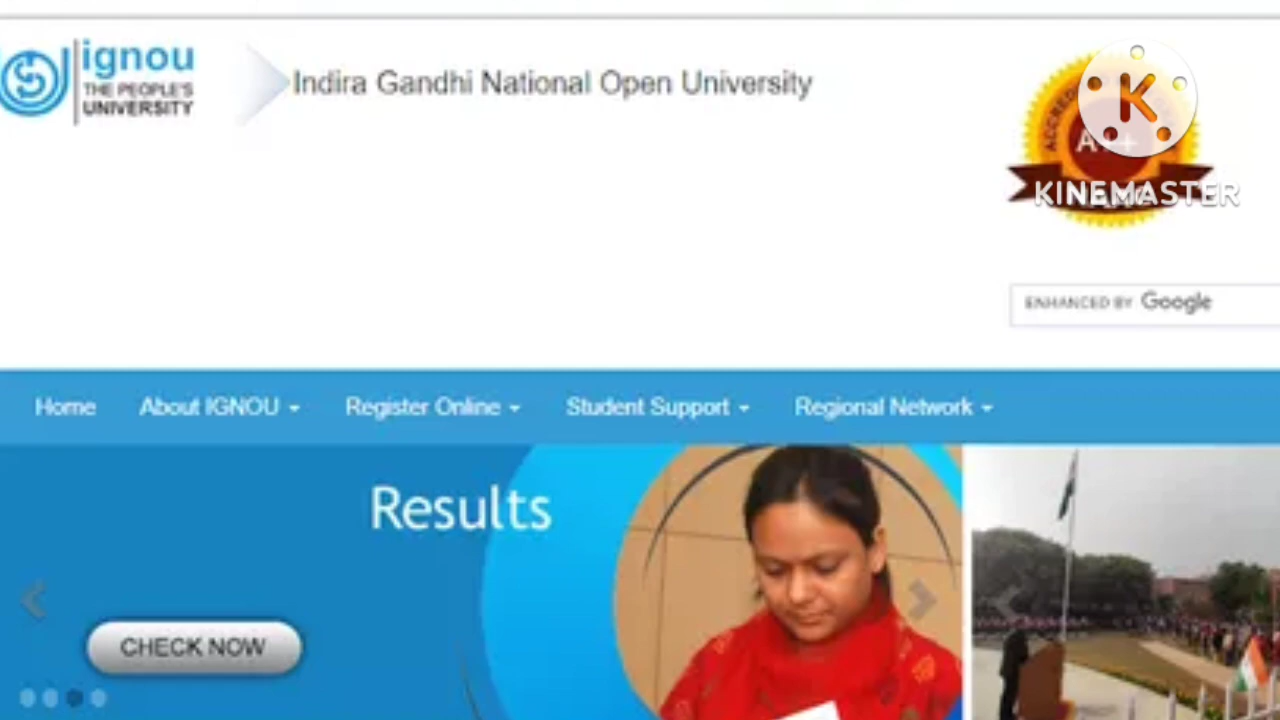 ignou
THE PEOPLE'S
UNIVERSITY
Indira Gandhi National Open University
KINEMASTER
ENHANCED BY Google
Home About IGNOU Register Online Student Support Regional Network
Results
CHECK NOW